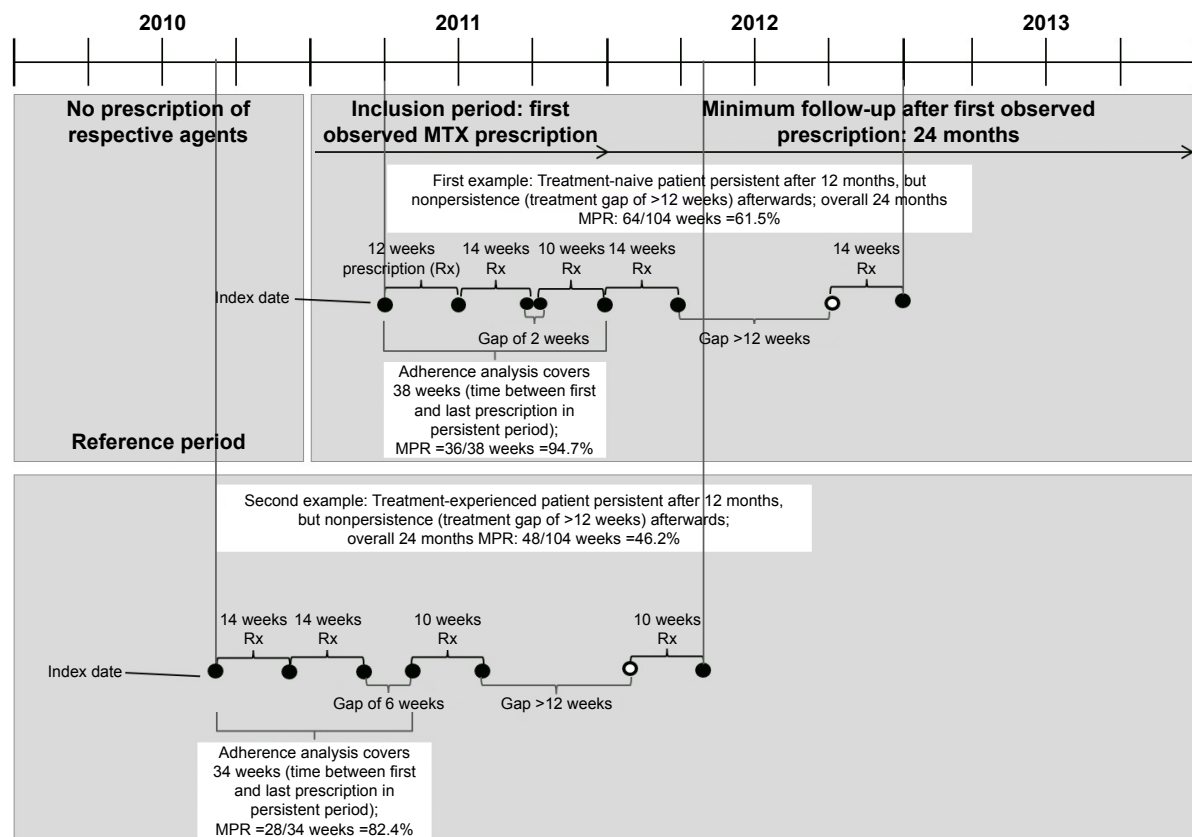 2010 2011 2012 2013
No prescription of
respective agents
Inclusion period: first
observed MTX prescription
Minimum follow-up after first observed
prescription: 24 months
First example: Treatment-naive patient persistent after 12 months, but
nonpersistence (treatment gap of >12 weeks) afterwards; overall 24 months
MPR: 64/104 weeks =61.5%
12 weeks
prescription (Rx)
14 weeks
Rx
10 weeks
Rx
14 weeks
Rx
14 weeks
Rx
Index date
Gap of 2 weeks
Gap >12 weeks
Adherence analysis covers
38 weeks (time between first
and last prescription in
persistent period);
MPR =36/38 weeks =94.7%
Reference period
Second example: Treatment-experienced patient persistent after 12 months,
but nonpersistence (treatment gap of >12 weeks) afterwards;
overall 24 months MPR: 48/104 weeks =46.2%
14 weeks
Rx
14 weeks
Rx
10 weeks
Rx
10 weeks
Rx
Index date
Gap of 6 weeks
Gap >12 weeks
Adherence analysis covers
34 weeks (time between first
and last prescription in
persistent period);
MPR =28/34 weeks =82.4%